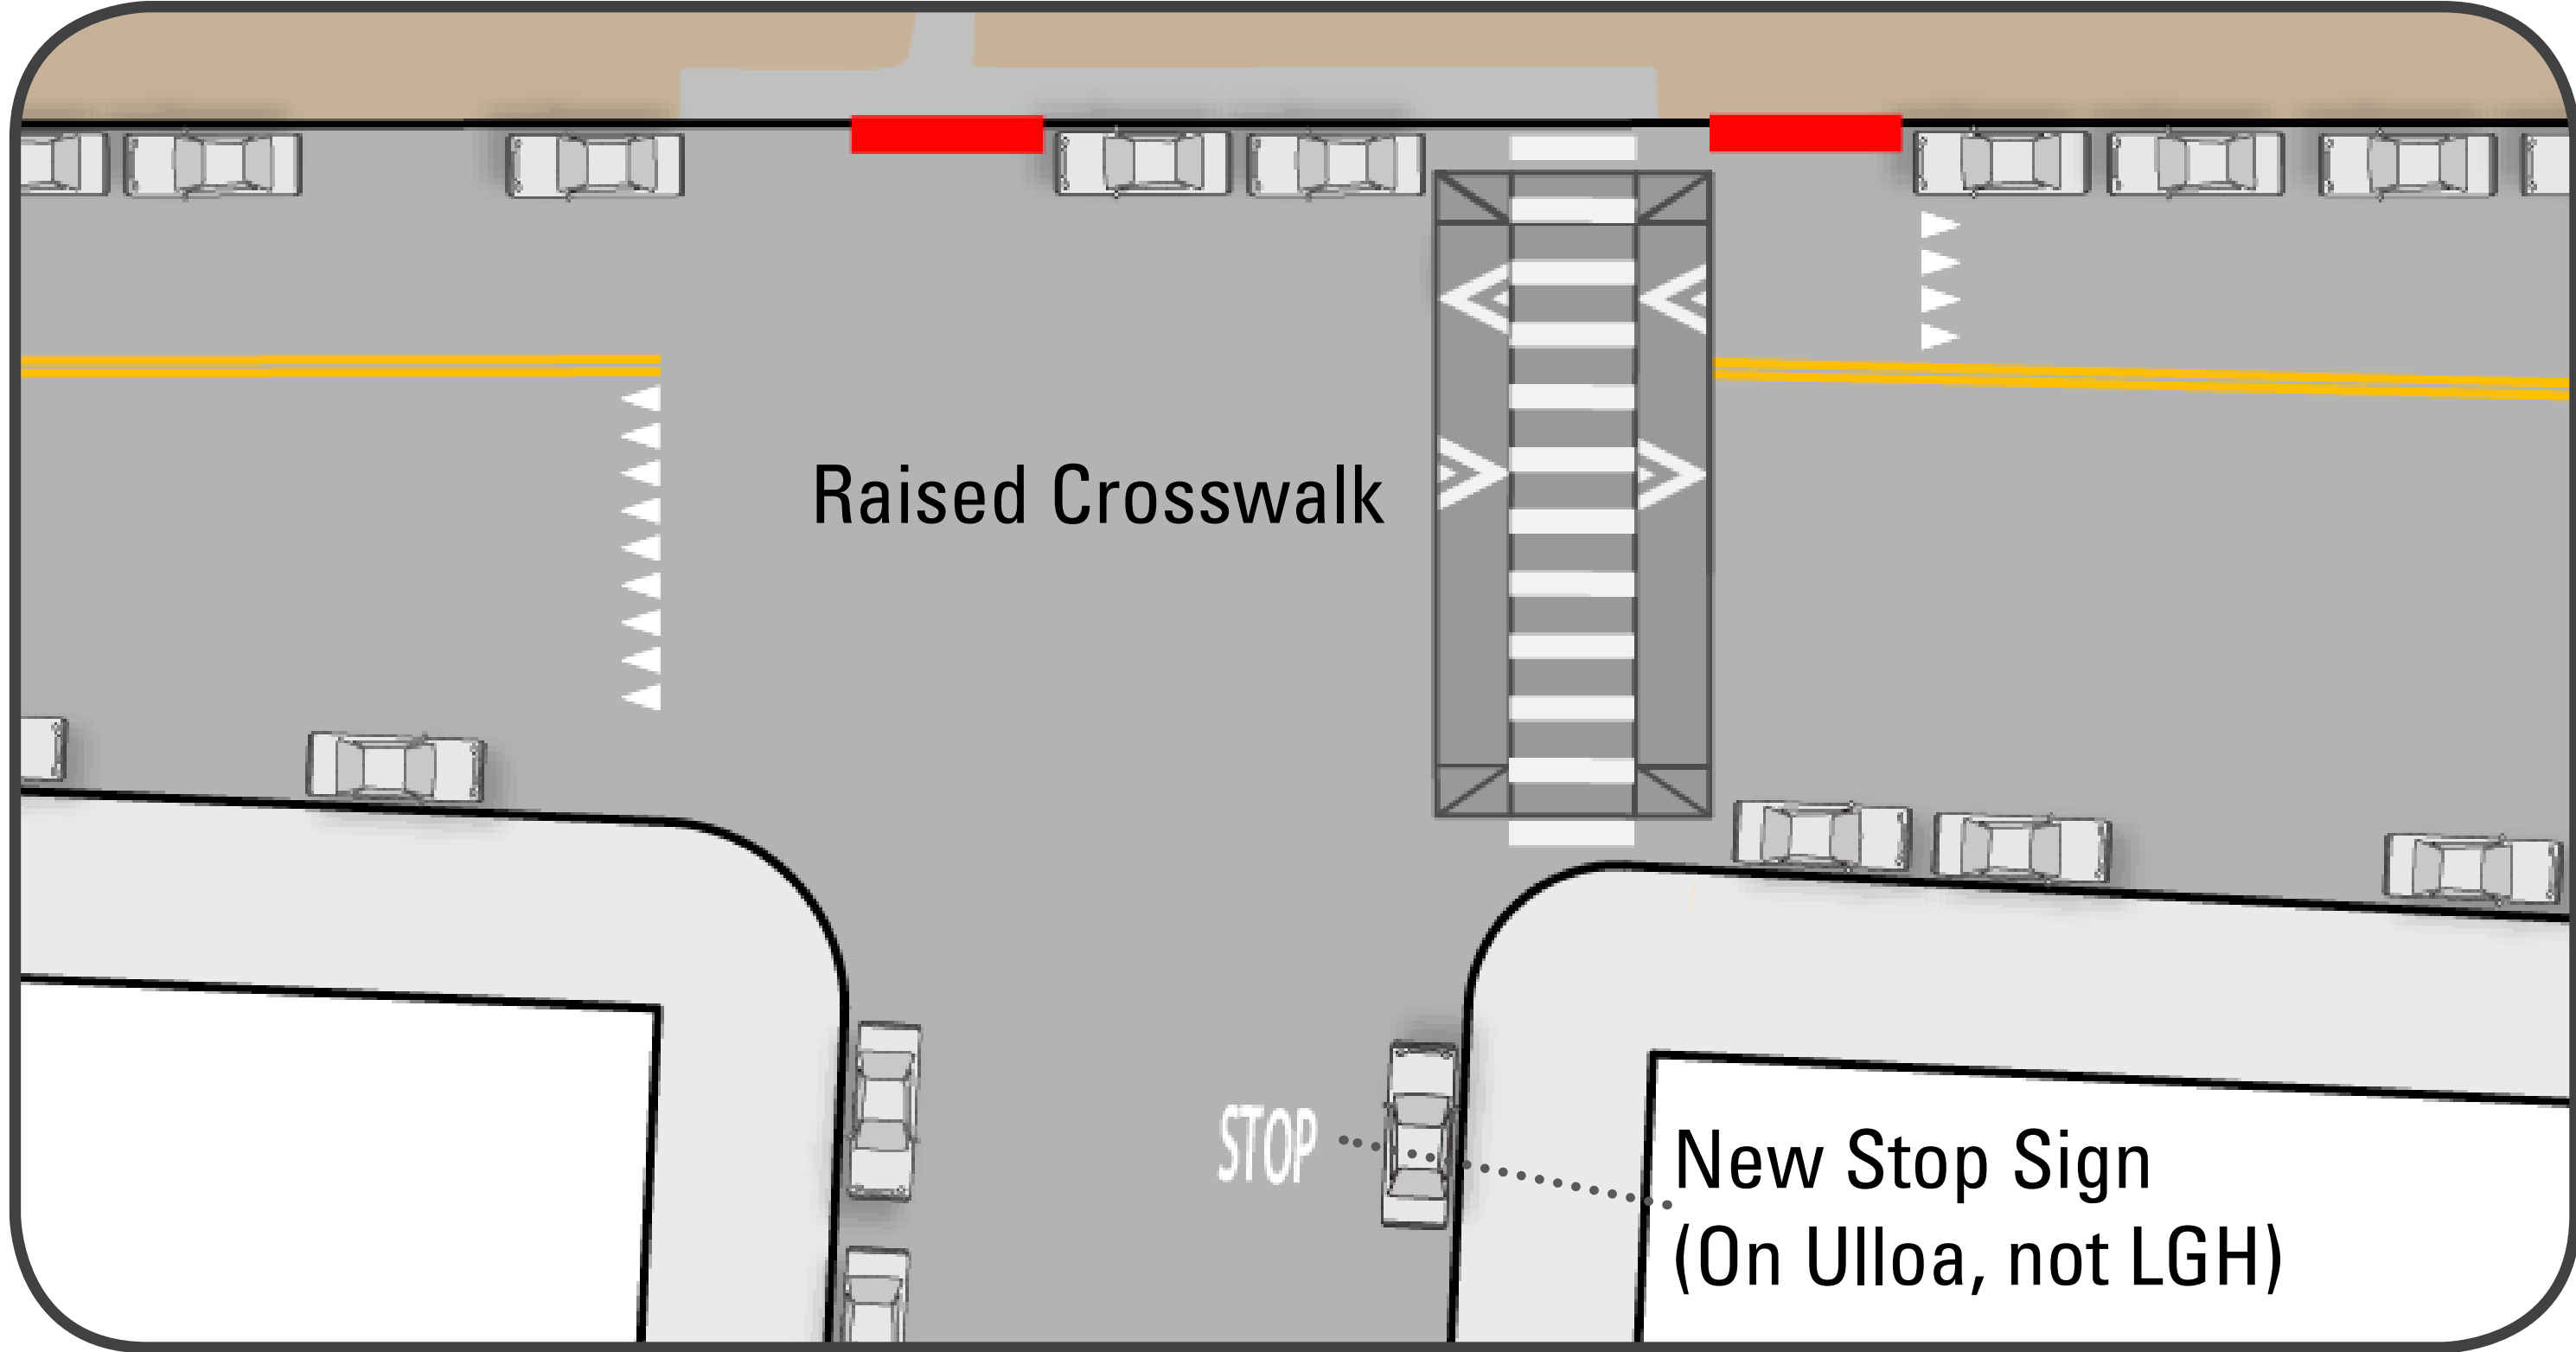 Raised Crosswalk
STOP
New Stop Sign
(On Ulloa, not LGH)